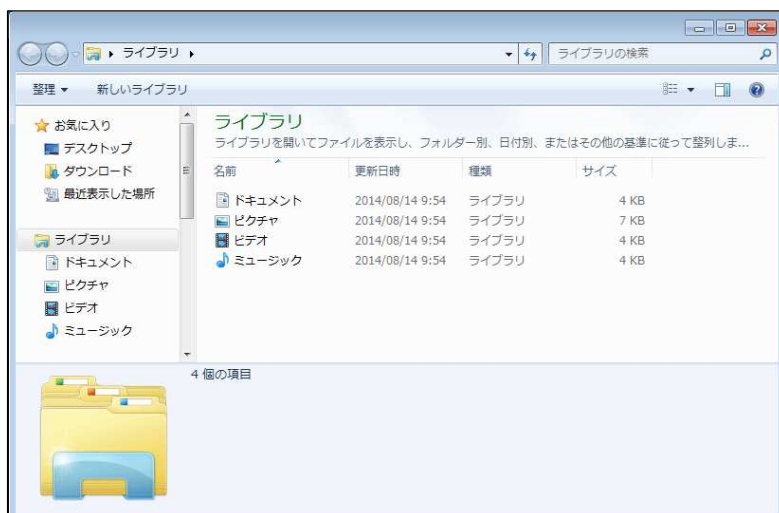 ライブラリ
ライブラリの検索
整理
新しいライブラリ
お気に入り
デスクトップ
ダウンロード
最近表示した場所
ライブラリ
ドキュメント
ピクチャ
ビデオ
ミュージック
ライブラリ
ライブラリを開いてファイルを表示し、フォルダー別、日付別、またはその他の基準に従って整列しま...
名前 更新日時 種類 サイズ
ドキュメント 2014/08/14 9:54 ライブラリ 4 KB
ピクチャ 2014/08/14 9:54 ライブラリ 7 KB
ビデオ 2014/08/14 9:54 ライブラリ 4 KB
ミュージック 2014/08/14 9:54 ライブラリ 4 KB
4 個の項目